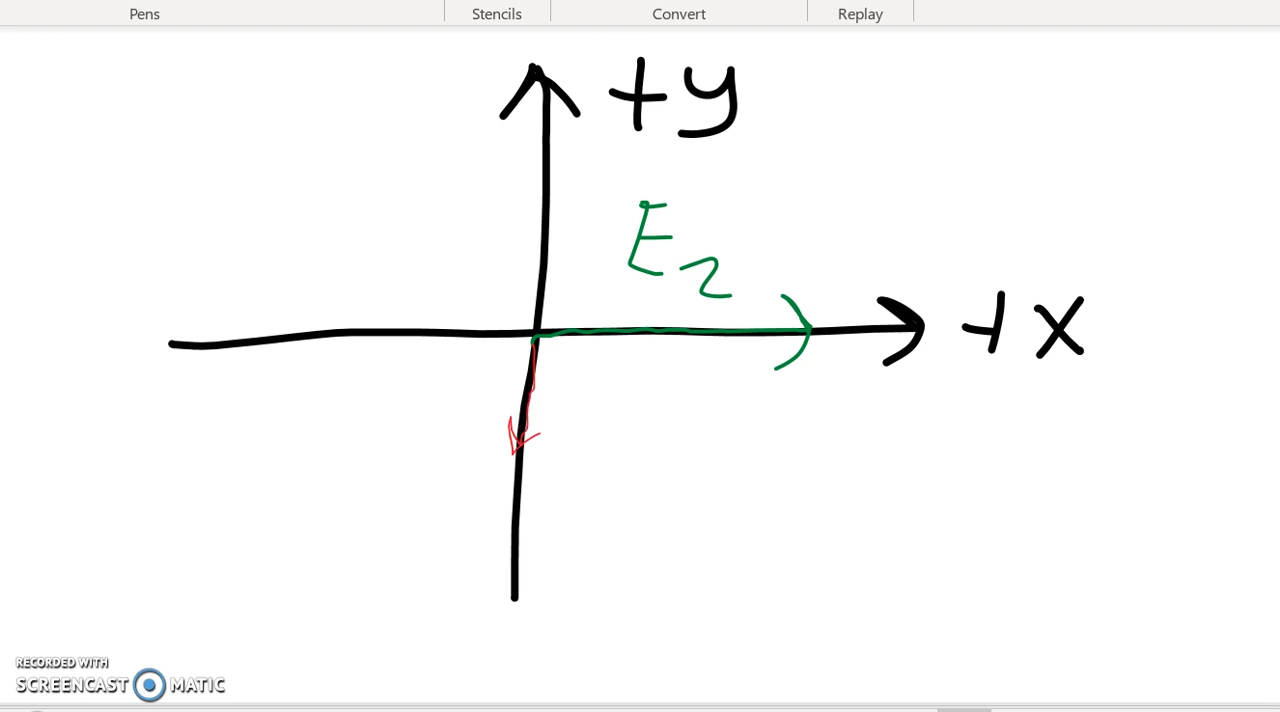 Pens Stencils Convert Replay
+y
E2
+x
RECORDED WITH
SCREENCAST MATIC